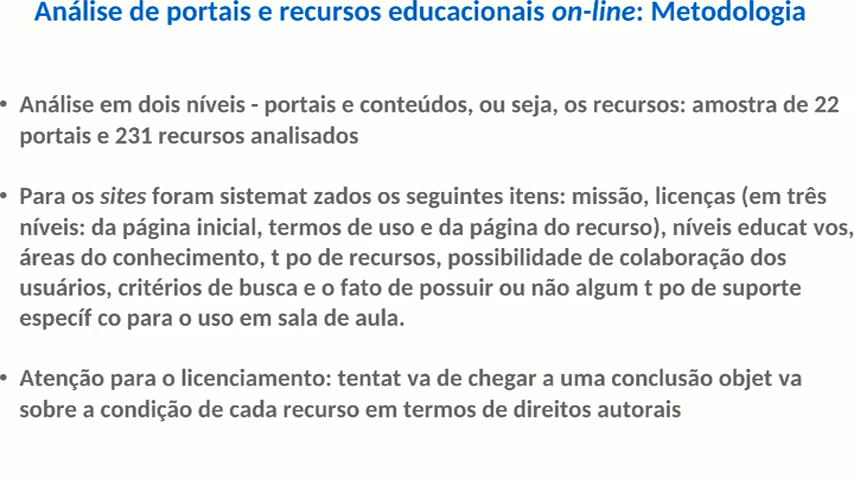 Análise de portais e recursos educacionais on-line: Metodologia
• Análise em dois níveis - portais e conteúdos, ou seja, os recursos: amostra de 22
portais e 231 recursos analisados
• Para os sites foram sistemat zados os seguintes itens: missão, licenças (em três
níveis: da página inicial, termos de uso e da página do recurso), níveis educat vos,
áreas do conhecimento, t po de recursos, possibilidade de colaboração dos
usuários, critérios de busca e o fato de possuir ou não algum t po de suporte
específ co para o uso em sala de aula.
• Atenção para o licenciamento: tentat va de chegar a uma conclusão objet va
sobre a condição de cada recurso em termos de direitos autorais